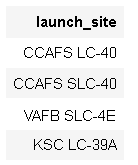 launch_site
CCAFS LC-40
CCAFS SLC-40
VAFB SLC-4E
KSC LC-39A